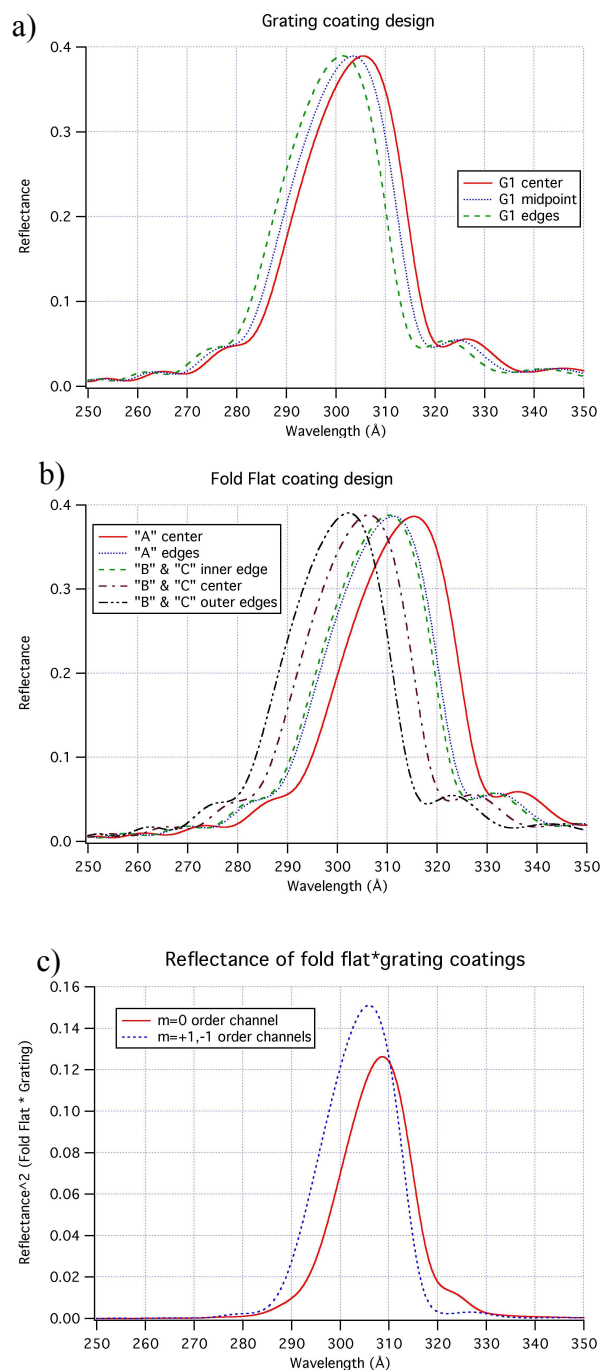 a)
Grating coating design
0.4
0.3
0.2
0.1
0.0
Reflectance
G1 center
G1 midpoint
G1 edges
250 260 270 280 290 300 310 320 330 340 350
Wavelength (Å)
b)
Fold Flat coating design
0.4
0.3
0.2
0.1
0.0
Reflectance
"A" center
"A" edges
"B" & "C" inner edge
"B" & "C" center
"B" & "C" outer edges
250 260 270 280 290 300 310 320 330 340 350
Wavelength (Å)
c)
Reflectance of fold flat*grating coatings
0.16
0.14
0.12
0.10
0.08
0.06
0.04
0.02
0.00
Reflectance^2 (Fold Flat * Grating)
m=0 order channel
m=+1,-1 order channels
250 260 270 280 290 300 310 320 330 340 350
Wavelength (Å)